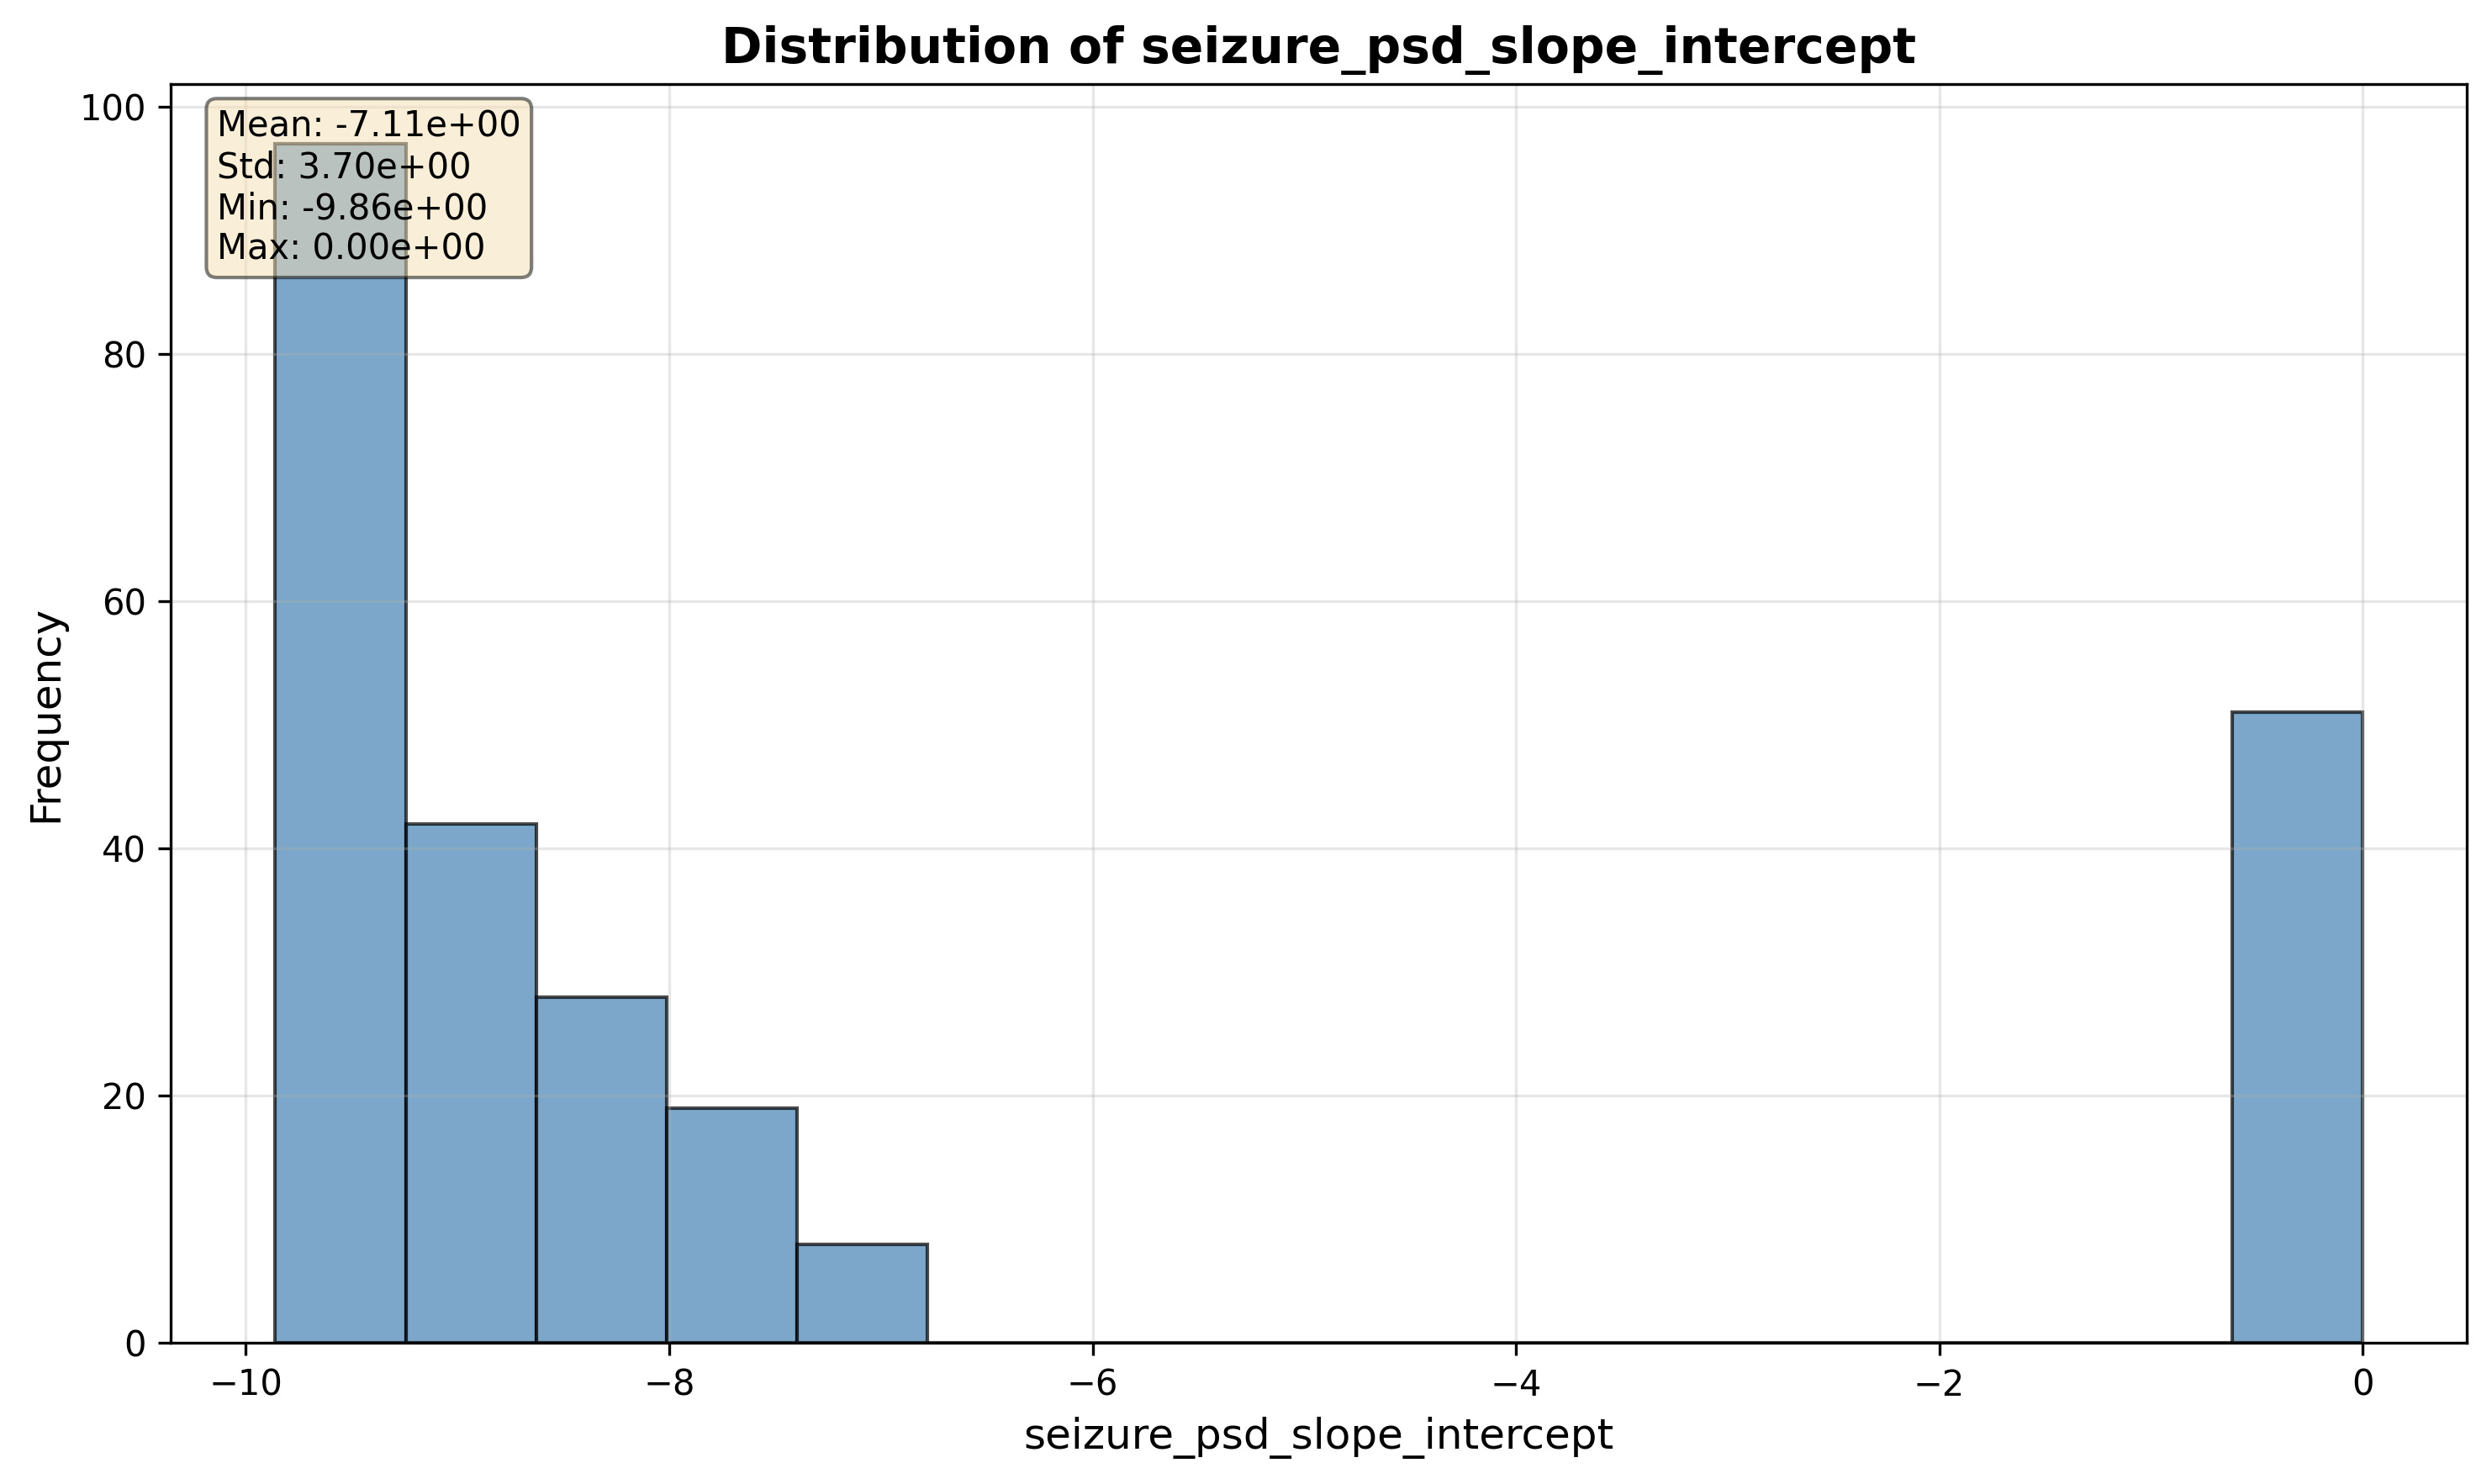 Distribution of seizure_psd_slope_intercept
Mean: -7.11e+00
Std: 3.70e+00
Min: -9.86e+00
Max: 0.00e+00
100
80
60
40
20
0
Frequency
−10
−8
−6
−4
−2
0
seizure_psd_slope_intercept